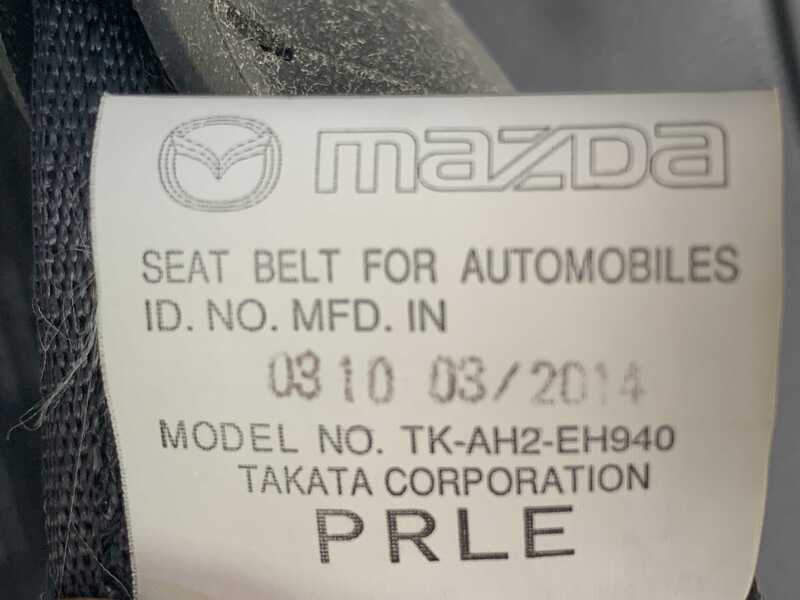 mazda
SEAT BELT FOR AUTOMOBILES
ID. NO. MFD. IN
0310 03/2014
MODEL NO. TK-AH2-EH940
TAKATA CORPORATION
PRLE